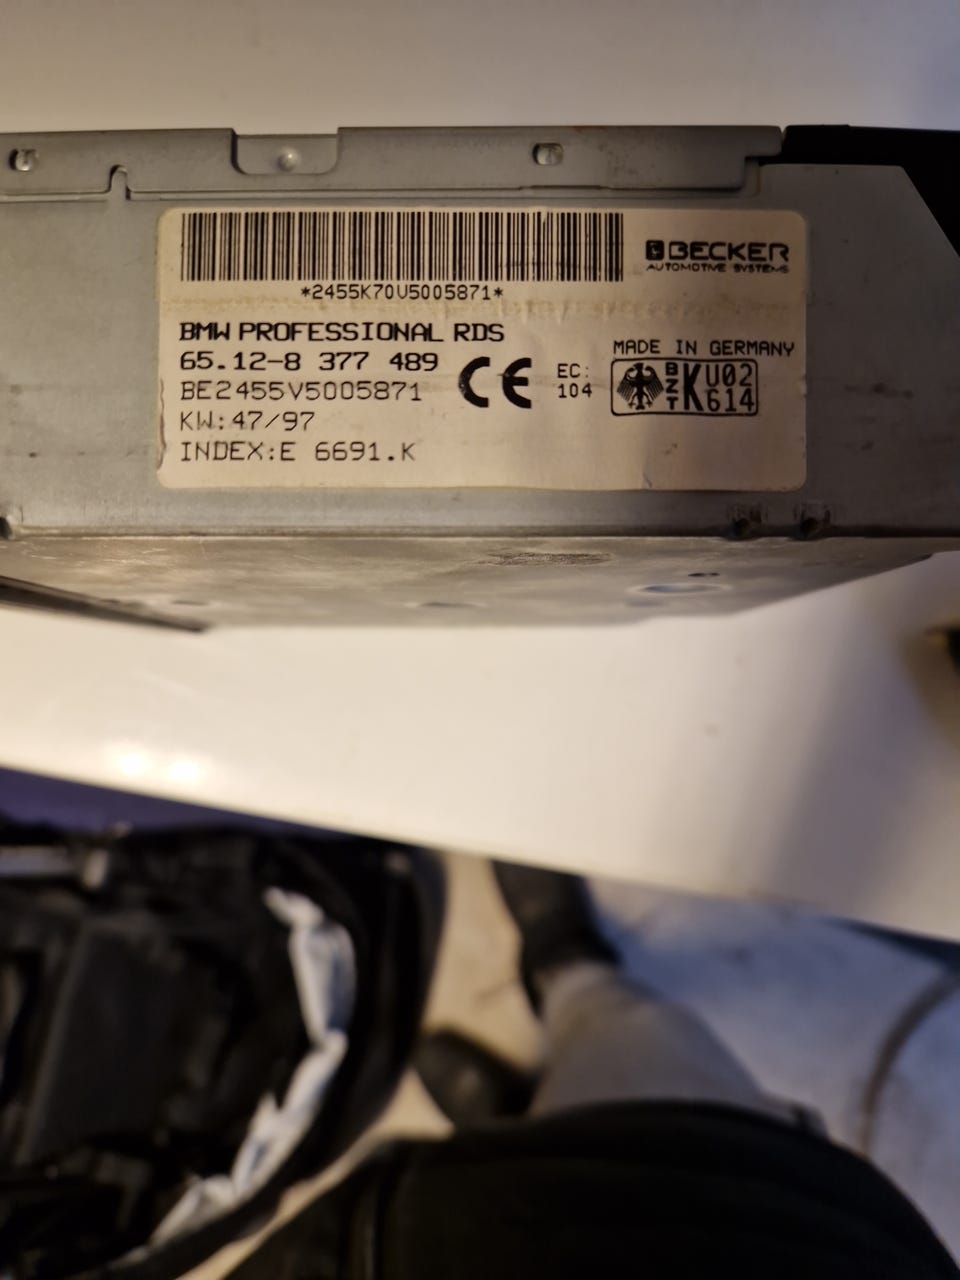 BECKER
AUTOMOTIVE SYSTEMS
*2455K70V5005871*
BMW PROFESSIONAL RDS
65.12-8 377 489
BE2455V5005871
KW:47/97
INDEX:E 6691.K
CE
EC:
104
MADE IN GERMANY
BZT K U02
614